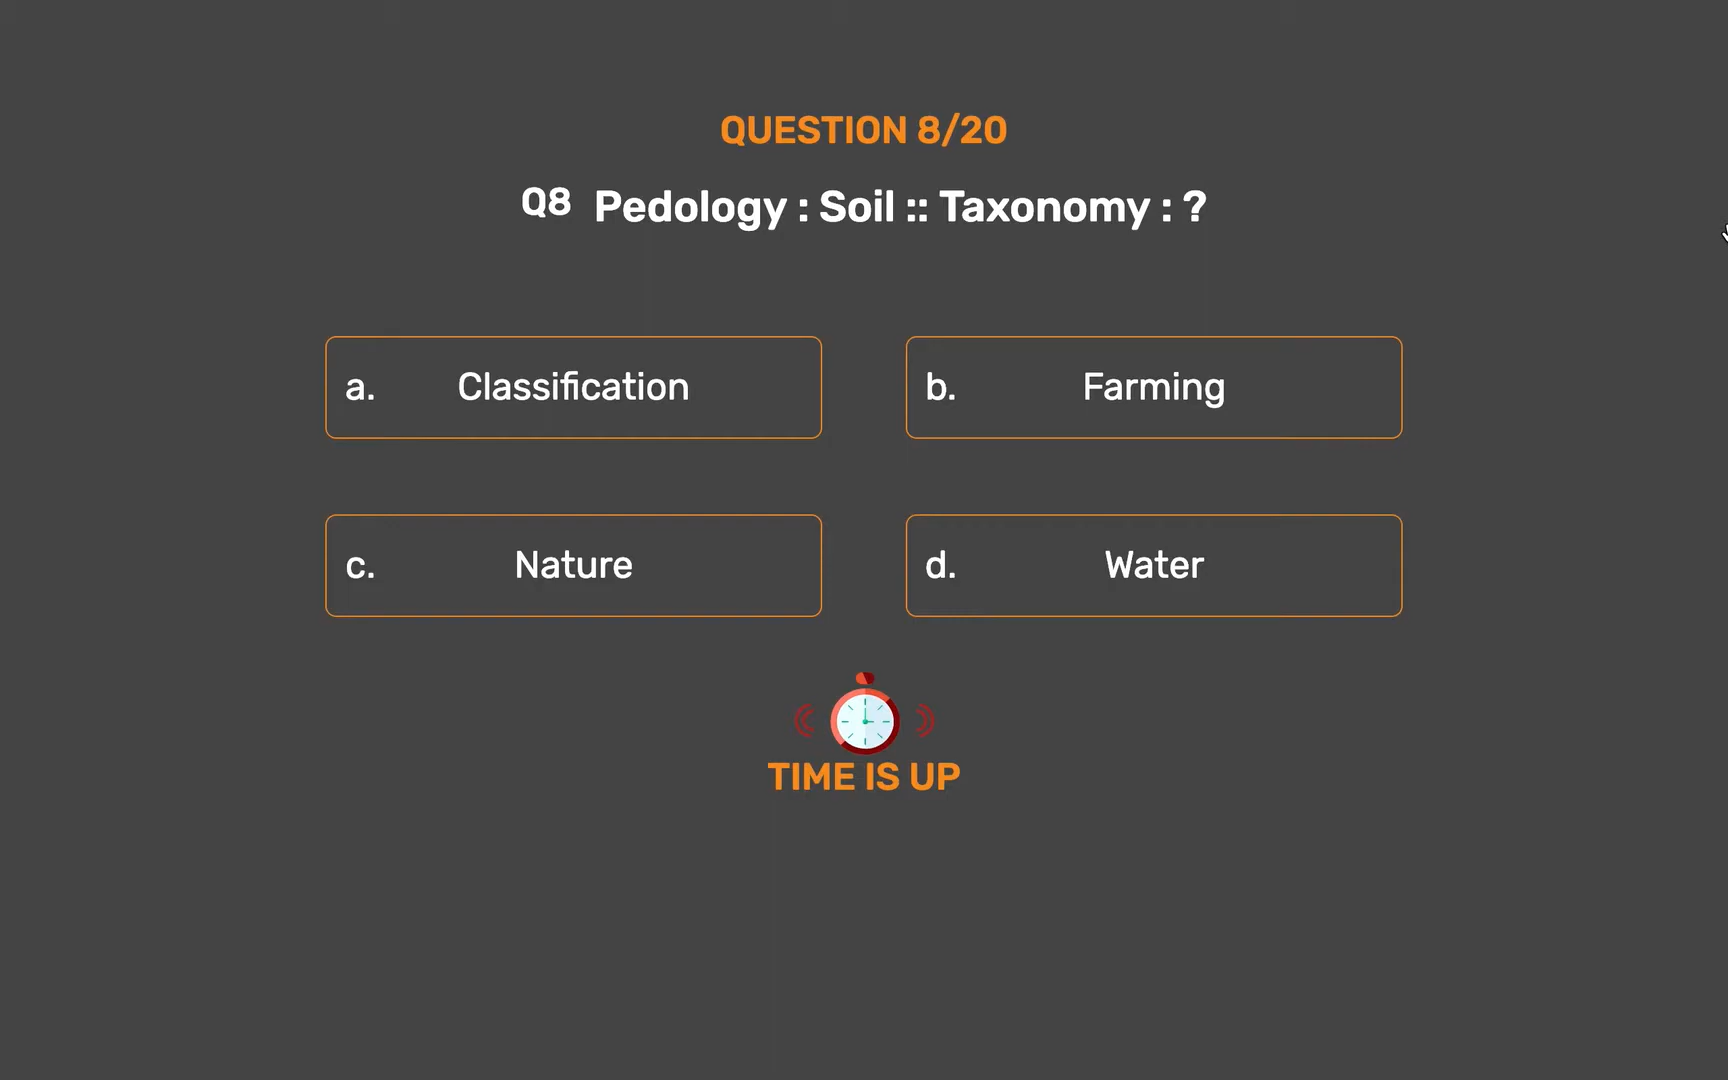 QUESTION 8/20
Q8 Pedology : Soil :: Taxonomy : ?
a. Classification
b. Farming
c. Nature
d. Water
TIME IS UP